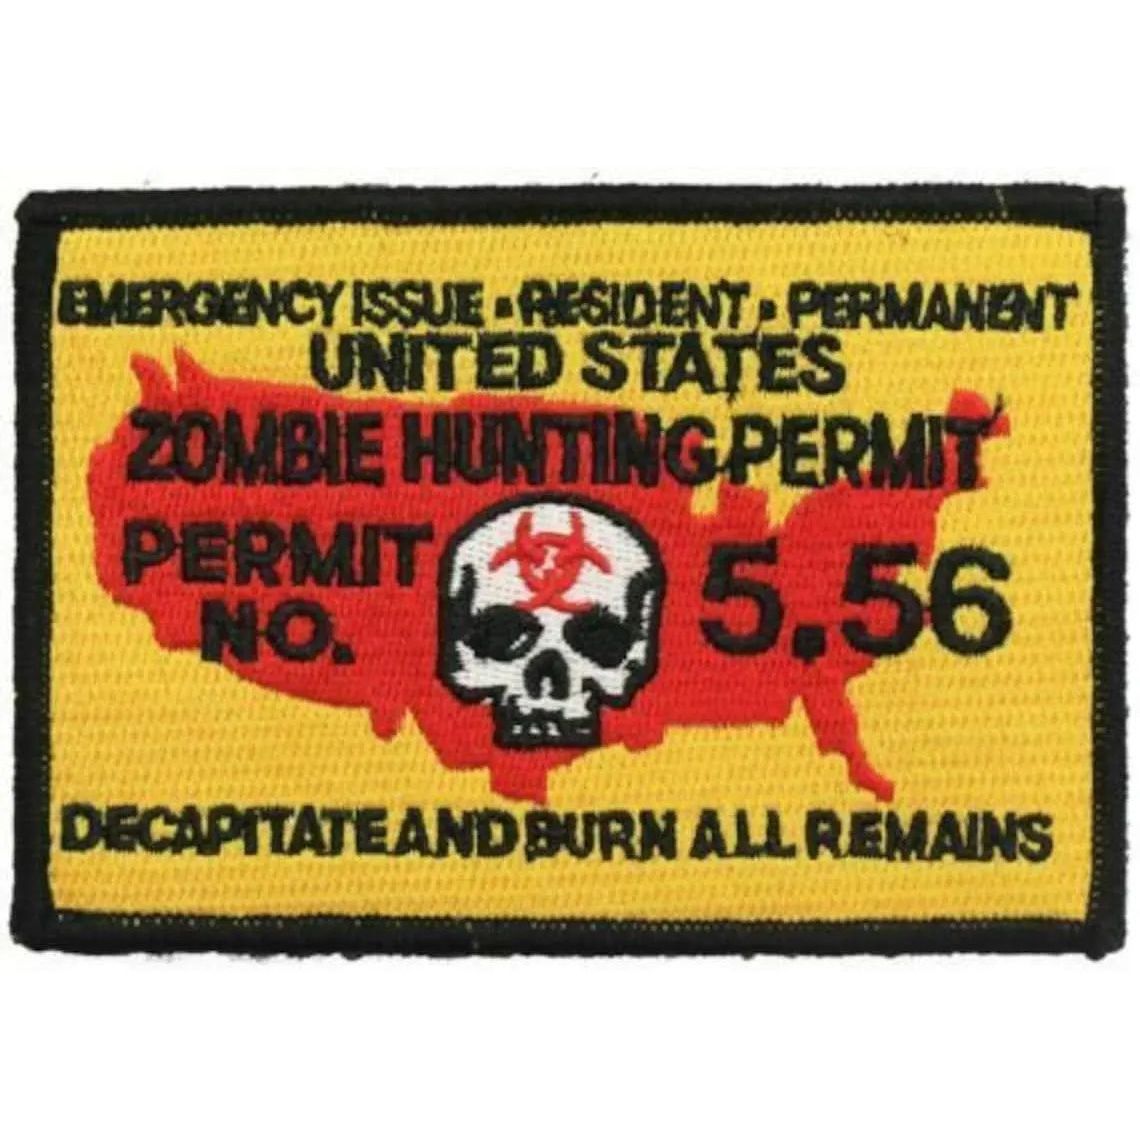 EMERGENCY ISSUE • RESIDENT • PERMANENT
UNITED STATES
ZOMBIE HUNTING PERMIT
PERMIT
NO.
5.56
DECAPITATE AND BURN ALL REMAINS